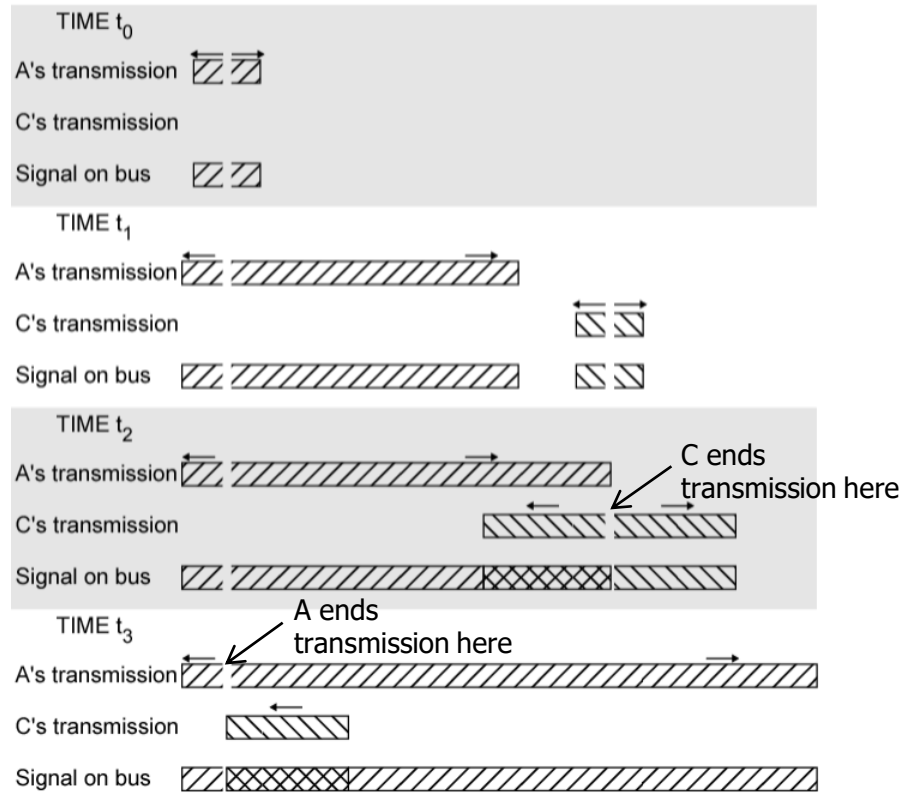 TIME t0
A's transmission
C's transmission
Signal on bus
TIME t1
A's transmission
C's transmission
Signal on bus
TIME t2
A's transmission
C ends
transmission here
C's transmission
Signal on bus
TIME t3
A ends
transmission here
A's transmission
C's transmission
Signal on bus